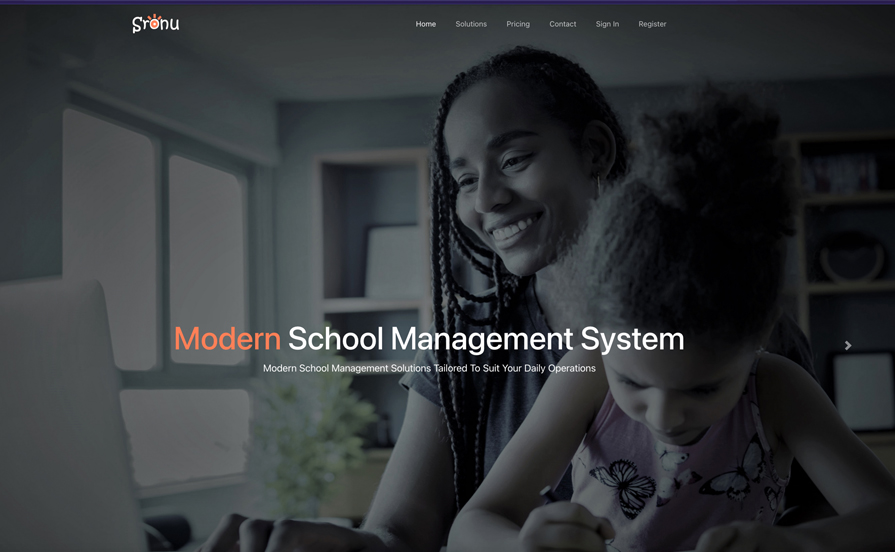 Sronu
Home Solutions Pricing Contact Sign In Register
Modern School Management System
Modern School Management Solutions Tailored To Suit Your Daily Operations